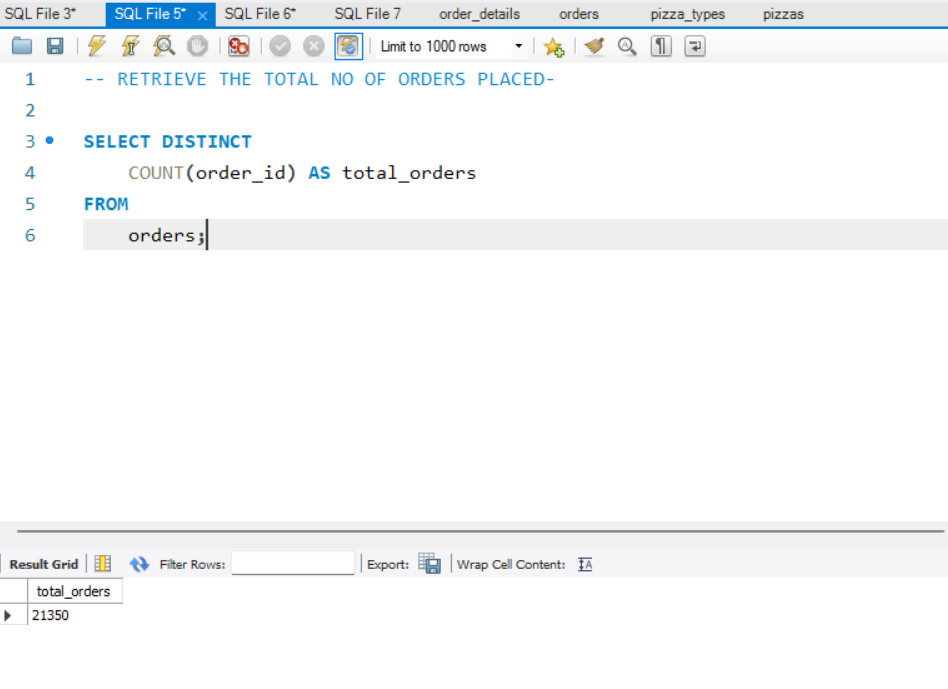 SQL File 3* SQL File 5* SQL File 6* SQL File 7 order_details orders pizza_types pizzas
Limit to 1000 rows
1 -- RETRIEVE THE TOTAL NO OF ORDERS PLACED-
2
3 SELECT DISTINCT
4 COUNT(order_id) AS total_orders
5 FROM
6 orders;
Result Grid Filter Rows: Export: Wrap Cell Content:
total_orders
21350